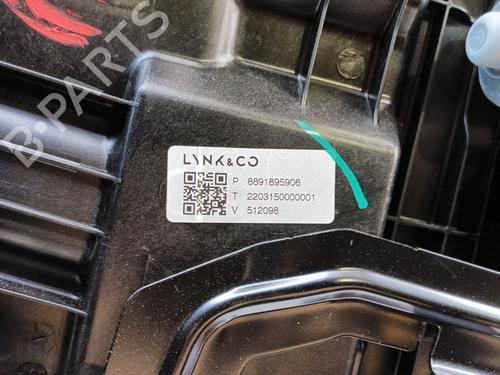 LYNK&CO
P 8891895906
T 2203150000001
V 512098
B-PARTS